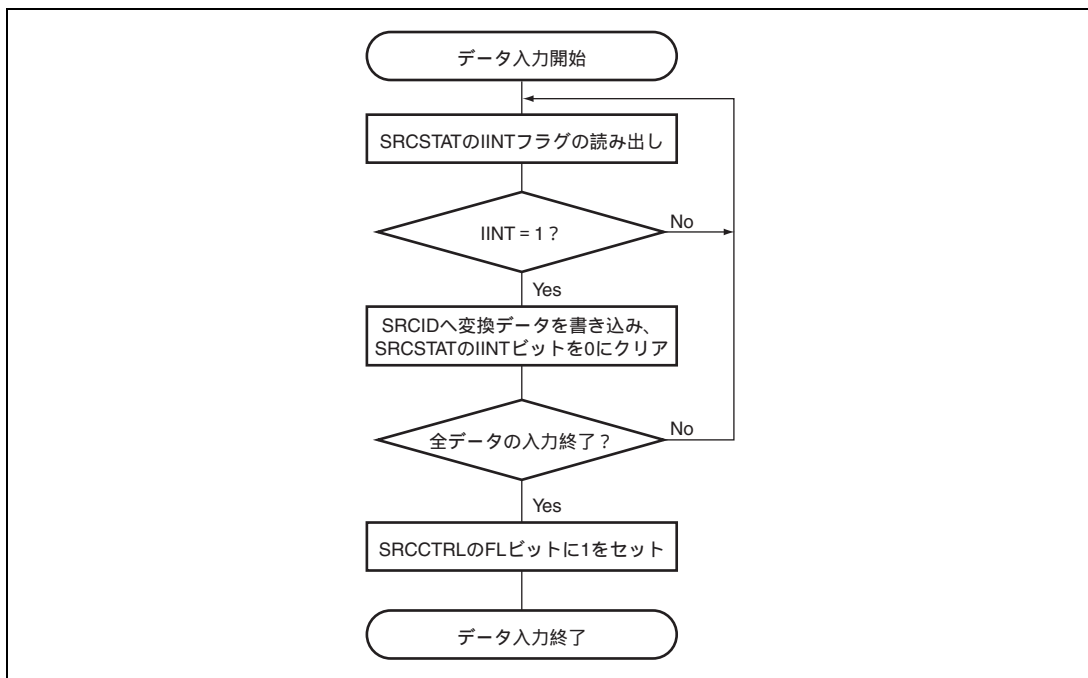 データ入力開始
SRCSTATのIINTフラグの読み出し
IINT = 1？
No
Yes
SRCIDへ変換データを書き込み、
SRCSTATのIINTビットを0にクリア
全データの入力終了？
No
Yes
SRCCTRLのFLビットに1をセット
データ入力終了